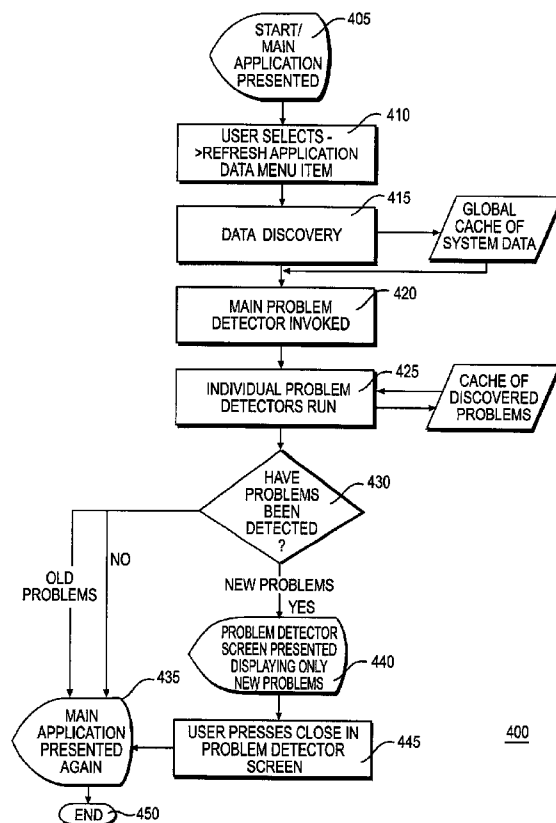 405
START/
MAIN
APPLICATION
PRESENTED
410
USER SELECTS -
>REFRESH APPLICATION
DATA MENU ITEM
415
DATA DISCOVERY
GLOBAL
CACHE OF
SYSTEM DATA
420
MAIN PROBLEM
DETECTOR INVOKED
425
INDIVIDUAL PROBLEM
DETECTORS RUN
CACHE OF
DISCOVERED
PROBLEMS
430
HAVE
PROBLEMS
BEEN
DETECTED
?
OLD
PROBLEMS
NO
NEW PROBLEMS
YES
PROBLEM DETECTOR
SCREEN PRESENTED
DISPLAYING ONLY
NEW PROBLEMS
440
435
MAIN
APPLICATION
PRESENTED
AGAIN
USER PRESSES CLOSE IN
PROBLEM DETECTOR
SCREEN
445
400
END
450